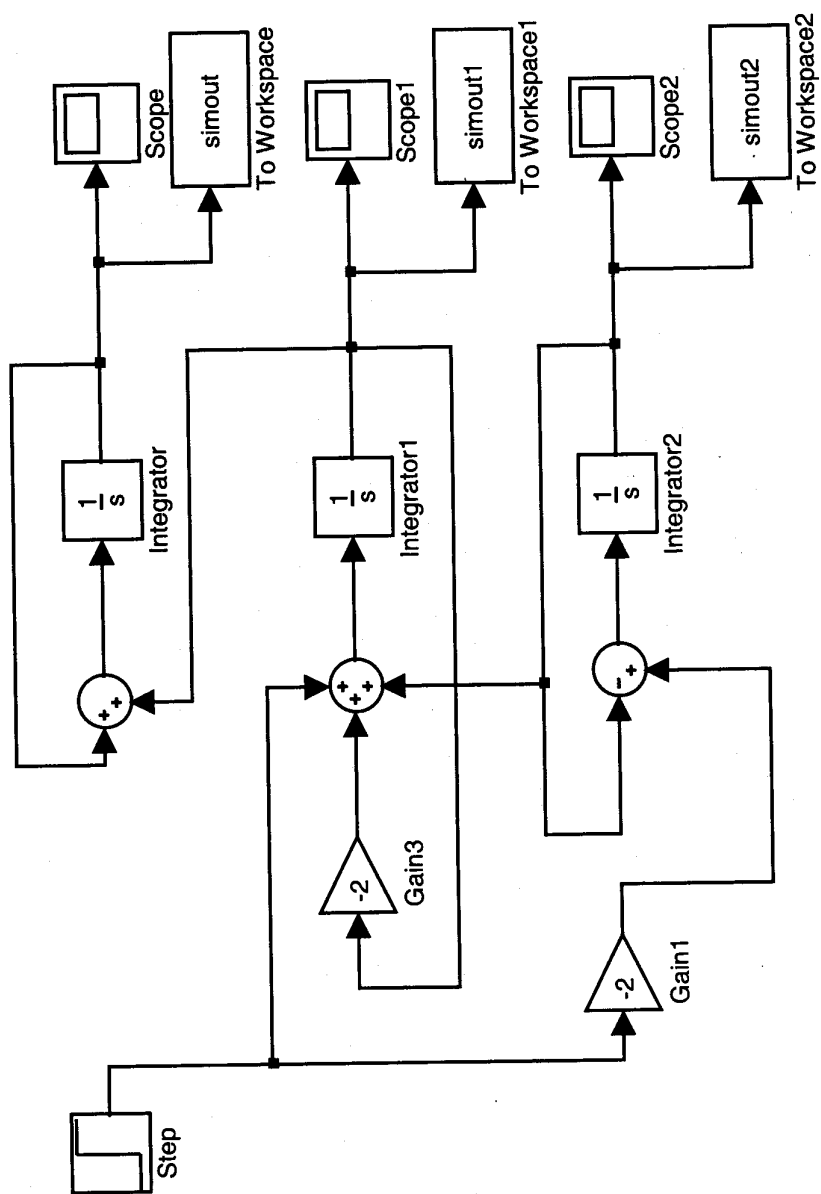 Step
-2
Gain1
-2
Gain3
+
+
+
+
+
-
+
1
s
Integrator
1
s
Integrator1
1
s
Integrator2
Scope
simout
To Workspace
Scope1
simout1
To Workspace1
Scope2
simout2
To Workspace2